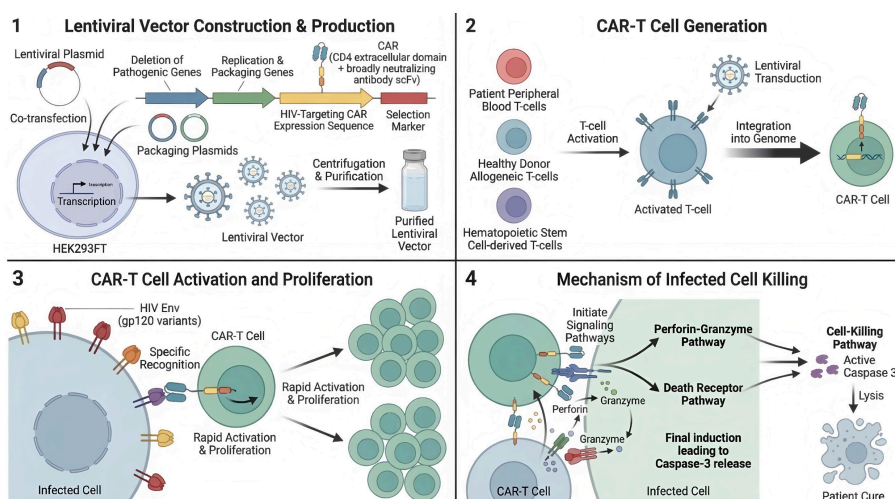 1 Lentiviral Vector Construction & Production
Lentiviral Plasmid
Co-transfection
Deletion of
Pathogenic Genes
Replication &
Packaging Genes
CAR
(CD4 extracellular domain
+ broadly neutralizing
antibody scFv)
HIV-Targeting CAR
Expression Sequence
Selection
Marker
Packaging Plasmids
transcription
Transcription
HEK293FT
Lentiviral Vector
Centrifugation
& Purification
Purified
Lentiviral
Vector
2 CAR-T Cell Generation
Patient Peripheral
Blood T-cells
Healthy Donor
Allogeneic T-cells
Hematopoietic Stem
Cell-derived T-cells
T-cell
Activation
Lentiviral
Transduction
Activated T-cell
Integration
into Genome
CAR-T Cell
3 CAR-T Cell Activation and Proliferation
HIV Env
(gp120 variants)
Specific
Recognition
CAR-T Cell
Rapid Activation
& Proliferation
Rapid Activation
& Proliferation
Infected Cell
4 Mechanism of Infected Cell Killing
Initiate
Signaling
Pathways
Perforin-Granzyme
Pathway
Death Receptor
Pathway
Final induction
leading to
Caspase-3 release
Perforin
Granzyme
Granzyme
CAR-T Cell
Infected Cell
Cell-Killing
Pathway
Active
Caspase 3
Lysis
Patient Cure